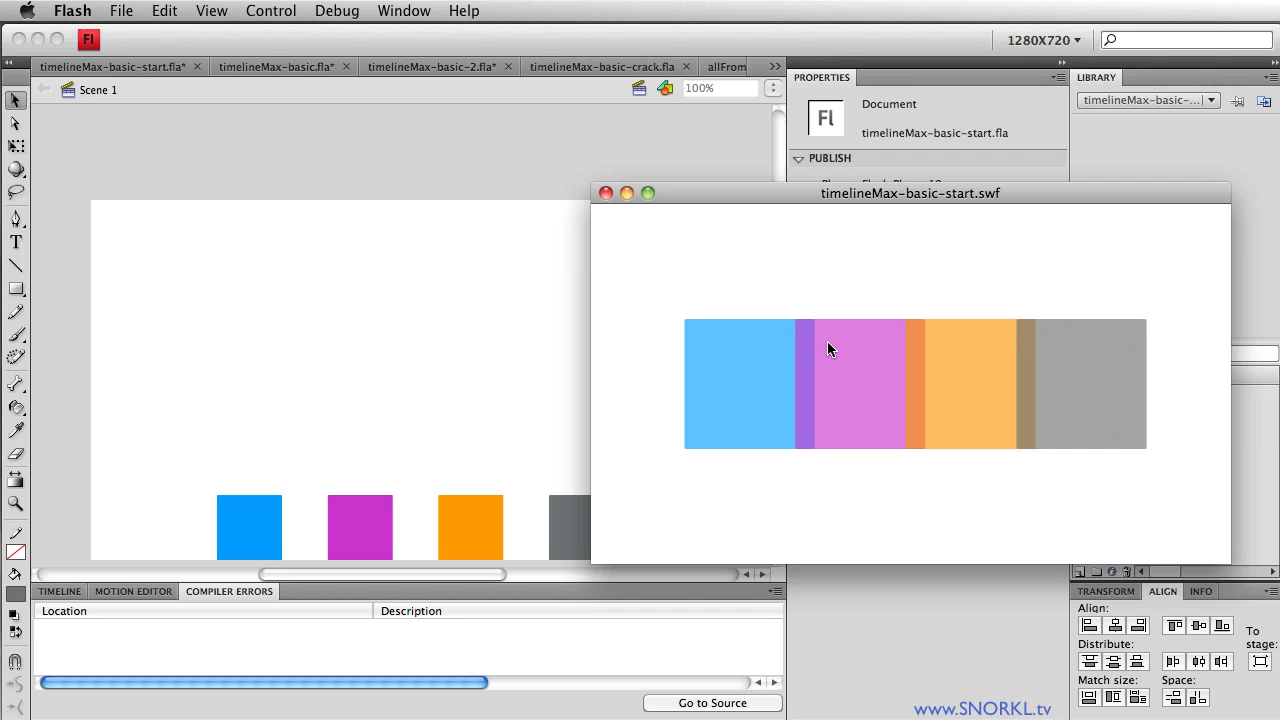 Flash File Edit View Control Debug Window Help
Fl 1280X720
timelineMax-basic-start.fla* timelineMax-basic.fla* timelineMax-basic-2.fla* timelineMax-basic-crack.fla allFrom
PROPERTIES LIBRARY
Scene 1 100%
Fl Document timelineMax-basic-...
timelineMax-basic-start.fla
PUBLISH
timelineMax-basic-start.swf
T
TIMELINE MOTION EDITOR COMPILER ERRORS
TRANSFORM ALIGN INFO
Location Description
Align:
To
stage:
Distribute:
Match size: Space:
Go to Source
www.SNORKL.tv